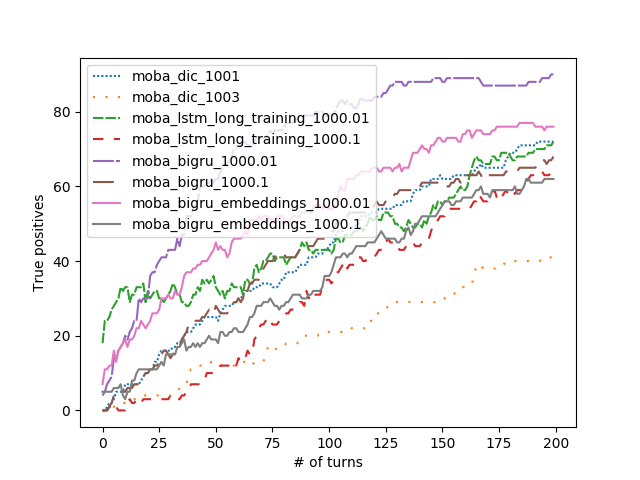 moba_dic_1001
moba_dic_1003
moba_lstm_long_training_1000.01
moba_lstm_long_training_1000.1
moba_bigru_1000.01
moba_bigru_1000.1
moba_bigru_embeddings_1000.01
moba_bigru_embeddings_1000.1
True positives
80
60
40
20
0
0 25 50 75 100 125 150 175 200
# of turns